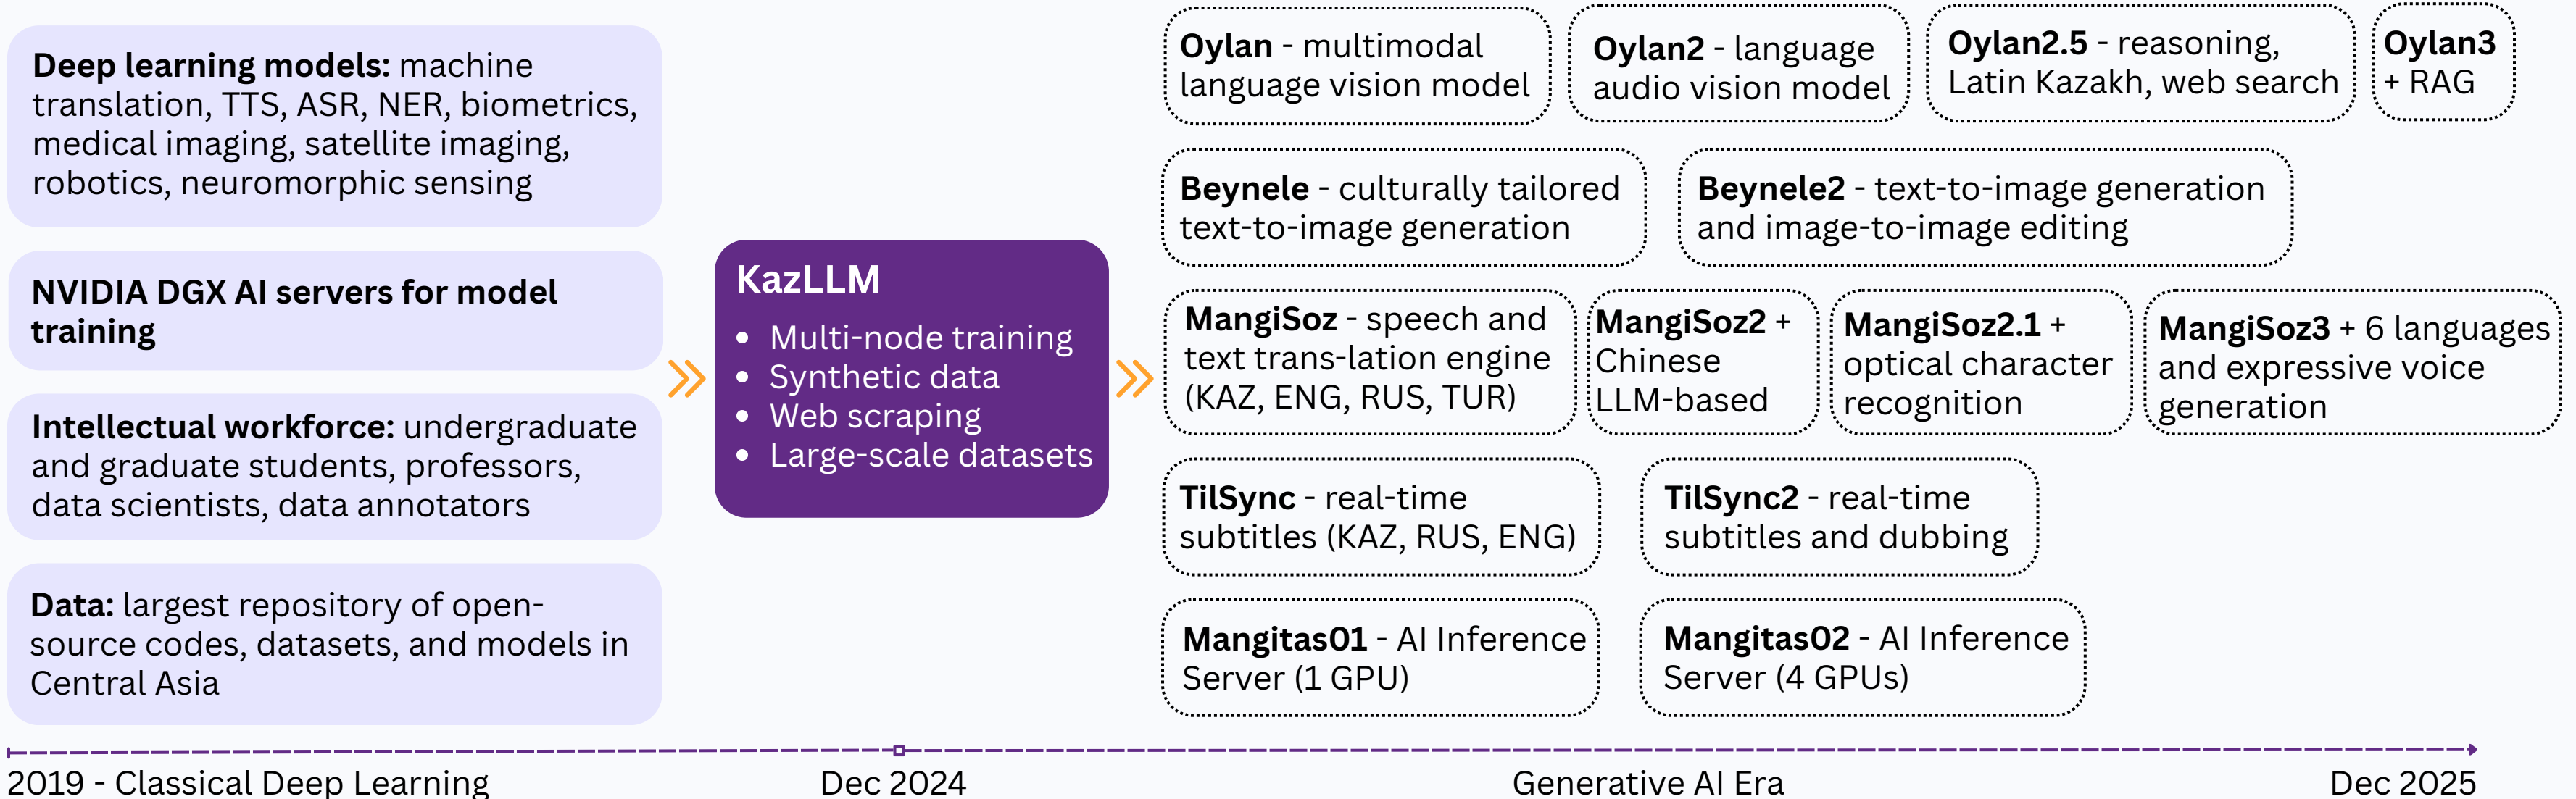 Deep learning models: machine
translation, TTS, ASR, NER, biometrics,
medical imaging, satellite imaging,
robotics, neuromorphic sensing
NVIDIA DGX AI servers for model
training
Intellectual workforce: undergraduate
and graduate students, professors,
data scientists, data annotators
Data: largest repository of open-
source codes, datasets, and models in
Central Asia
KazLLM
• Multi-node training
• Synthetic data
• Web scraping
• Large-scale datasets
Oylan - multimodal
language vision model
Oylan2 - language
audio vision model
Oylan2.5 - reasoning,
Latin Kazakh, web search
Oylan3
+ RAG
Beynele - culturally tailored
text-to-image generation
Beynele2 - text-to-image generation
and image-to-image editing
MangiSoz - speech and
text trans-lation engine
(KAZ, ENG, RUS, TUR)
MangiSoz2 +
Chinese
LLM-based
MangiSoz2.1 +
optical character
recognition
MangiSoz3 + 6 languages
and expressive voice
generation
TilSync - real-time
subtitles (KAZ, RUS, ENG)
TilSync2 - real-time
subtitles and dubbing
Mangitas01 - AI Inference
Server (1 GPU)
Mangitas02 - AI Inference
Server (4 GPUs)
2019 - Classical Deep Learning
Dec 2024
Generative AI Era
Dec 2025